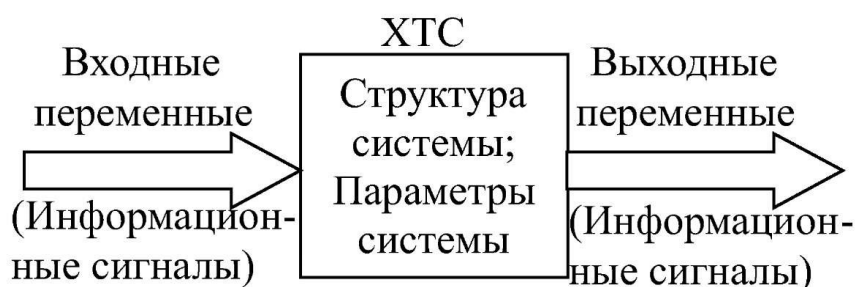 ХТС
Входные
переменные
(Информацион-
ные сигналы)
Структура
системы;
Параметры
системы
Выходные
переменные
(Информацион-
ные сигналы)